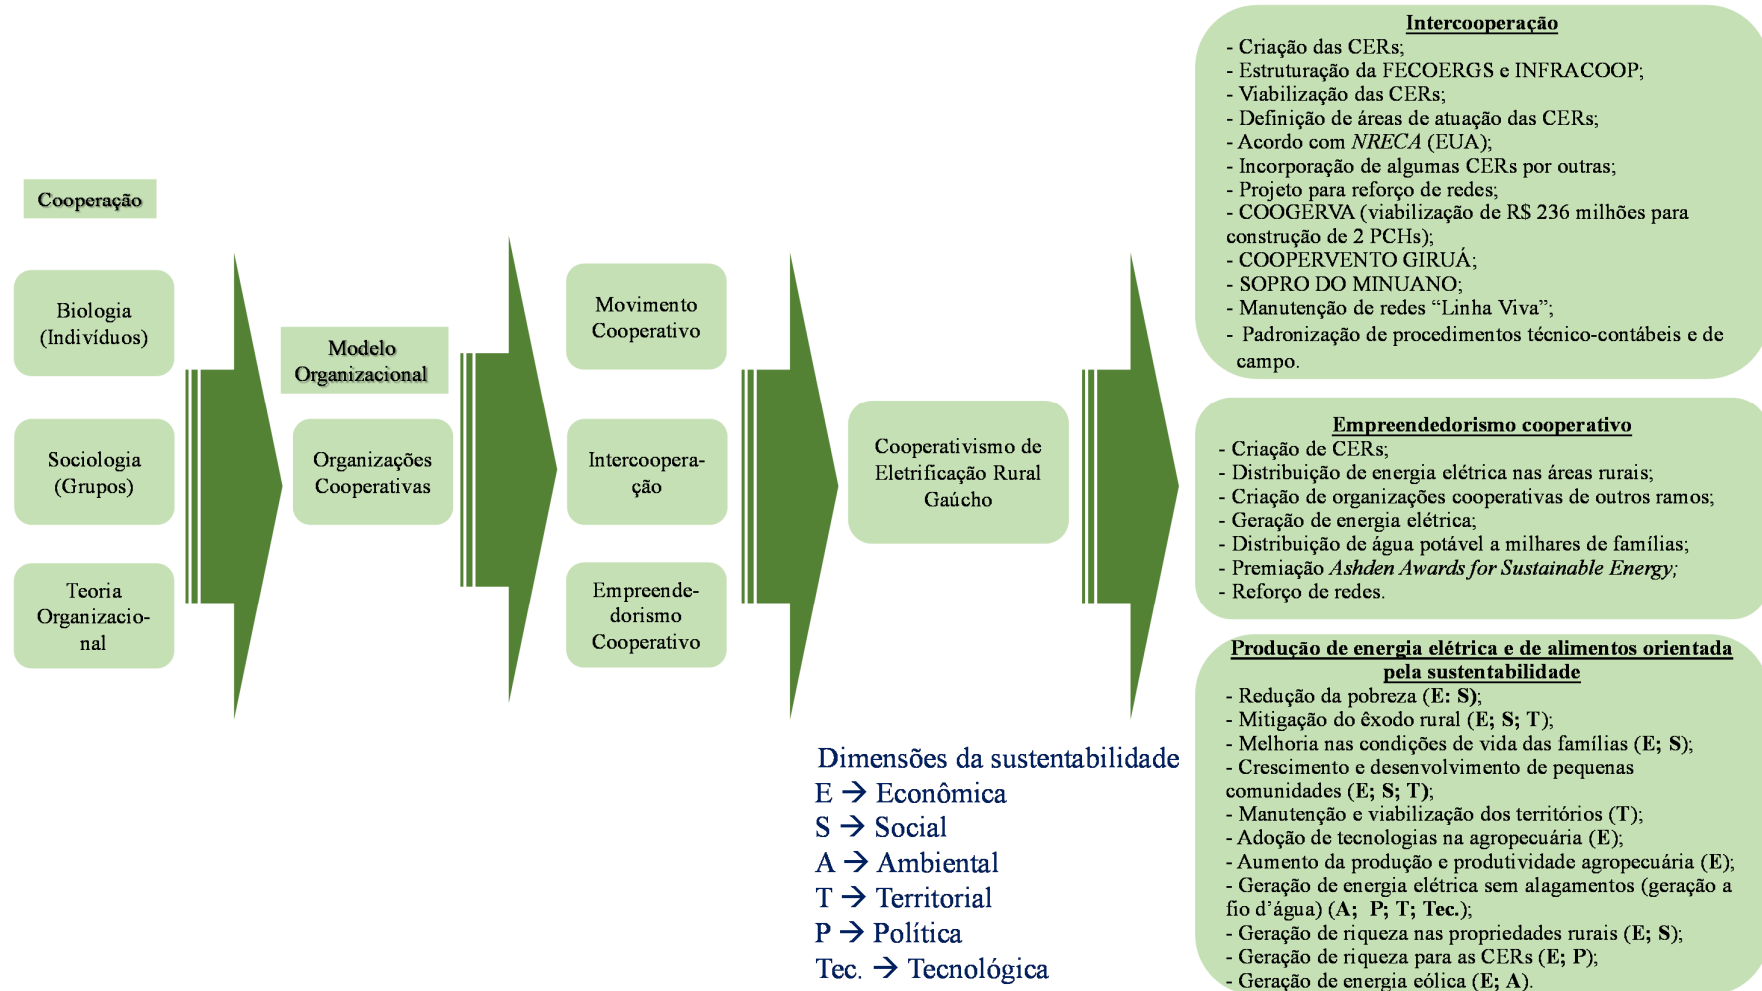 Cooperação
Biologia
(Indivíduos)
Sociologia
(Grupos)
Teoria
Organizacio-
nal
Modelo
Organizacional
Organizações
Cooperativas
Movimento
Cooperativo
Intercoopera-
ção
Empreende-
dorismo
Cooperativo
Cooperativismo de
Eletrificação Rural
Gaúcho
Intercooperação
- Criação das CERs;
- Estruturação da FECOERGS e INFRACOOP;
- Viabilização das CERs;
- Definição de áreas de atuação das CERs;
- Acordo com NRECA (EUA);
- Incorporação de algumas CERs por outras;
- Projeto para reforço de redes;
- COOGERVA (viabilização de R$ 236 milhões para
construção de 2 PCHs);
- COOPERVENTO GIRUÁ;
- SOPRO DO MINUANO;
- Manutenção de redes “Linha Viva”;
- Padronização de procedimentos técnico-contábeis e de
campo.
Empreendedorismo cooperativo
- Criação de CERs;
- Distribuição de energia elétrica nas áreas rurais;
- Criação de organizações cooperativas de outros ramos;
- Geração de energia elétrica;
- Distribuição de água potável a milhares de famílias;
- Premiação Ashden Awards for Sustainable Energy;
- Reforço de redes.
Produção de energia elétrica e de alimentos orientada
pela sustentabilidade
- Redução da pobreza (E: S);
- Mitigação do êxodo rural (E; S; T);
- Melhoria nas condições de vida das famílias (E; S);
- Crescimento e desenvolvimento de pequenas
comunidades (E; S; T);
- Manutenção e viabilização dos territórios (T);
- Adoção de tecnologias na agropecuária (E);
- Aumento da produção e produtividade agropecuária (E);
- Geração de energia elétrica sem alagamentos (geração a
fio d’água) (A; P; T; Tec.);
- Geração de riqueza nas propriedades rurais (E; S);
- Geração de riqueza para as CERs (E; P);
- Geração de energia eólica (E; A).
Dimensões da sustentabilidade
E → Econômica
S → Social
A → Ambiental
T → Territorial
P → Política
Tec. → Tecnológica